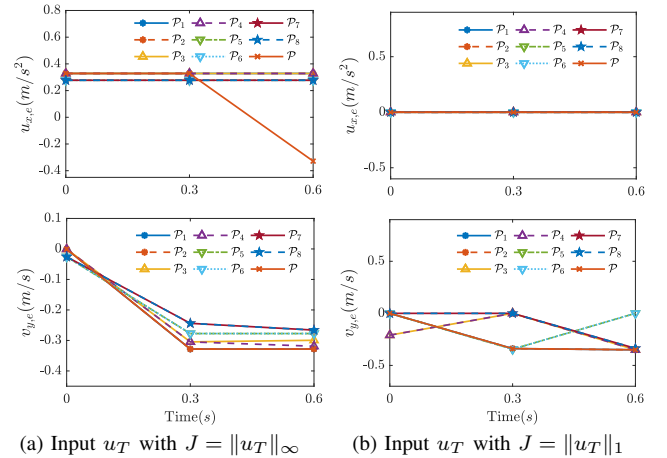 𝒫₁ 𝒫₄ 𝒫₇
𝒫₂ 𝒫₅ 𝒫₈
𝒫₃ 𝒫₆ 𝒫
u_{x,e}(m/s²)
0.8
0.6
0.4
0.2
0
-0.2
-0.4
0 0.3 0.6
𝒫₁ 𝒫₄ 𝒫₇
𝒫₂ 𝒫₅ 𝒫₈
𝒫₃ 𝒫₆ 𝒫
u_{x,e}(m/s²)
0.5
0
-0.5
0 0.3 0.6
𝒫₁ 𝒫₄ 𝒫₇
𝒫₂ 𝒫₅ 𝒫₈
𝒫₃ 𝒫₆ 𝒫
v_{y,e}(m/s)
0.1
0
-0.1
-0.2
-0.3
-0.4
0 0.3 0.6
Time(s)
𝒫₁ 𝒫₄ 𝒫₇
𝒫₂ 𝒫₅ 𝒫₈
𝒫₃ 𝒫₆ 𝒫
v_{y,e}(m/s)
0.5
0
-0.5
0 0.3 0.6
Time(s)
(a) Input u_T with J = ‖u_T‖_∞
(b) Input u_T with J = ‖u_T‖₁